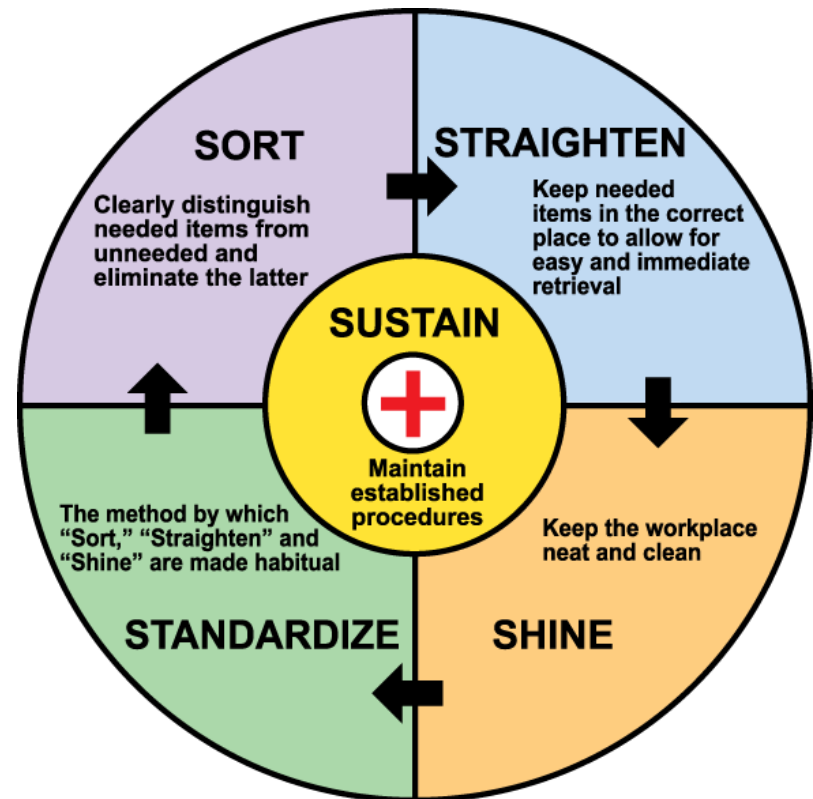 SORT
Clearly distinguish
needed items from
unneeded and
eliminate the latter
STRAIGHTEN
Keep needed
items in the correct
place to allow for
easy and immediate
retrieval
SUSTAIN
Maintain
established
procedures
Keep the workplace
neat and clean
SHINE
The method by which
“Sort,” “Straighten” and
“Shine” are made habitual
STANDARDIZE